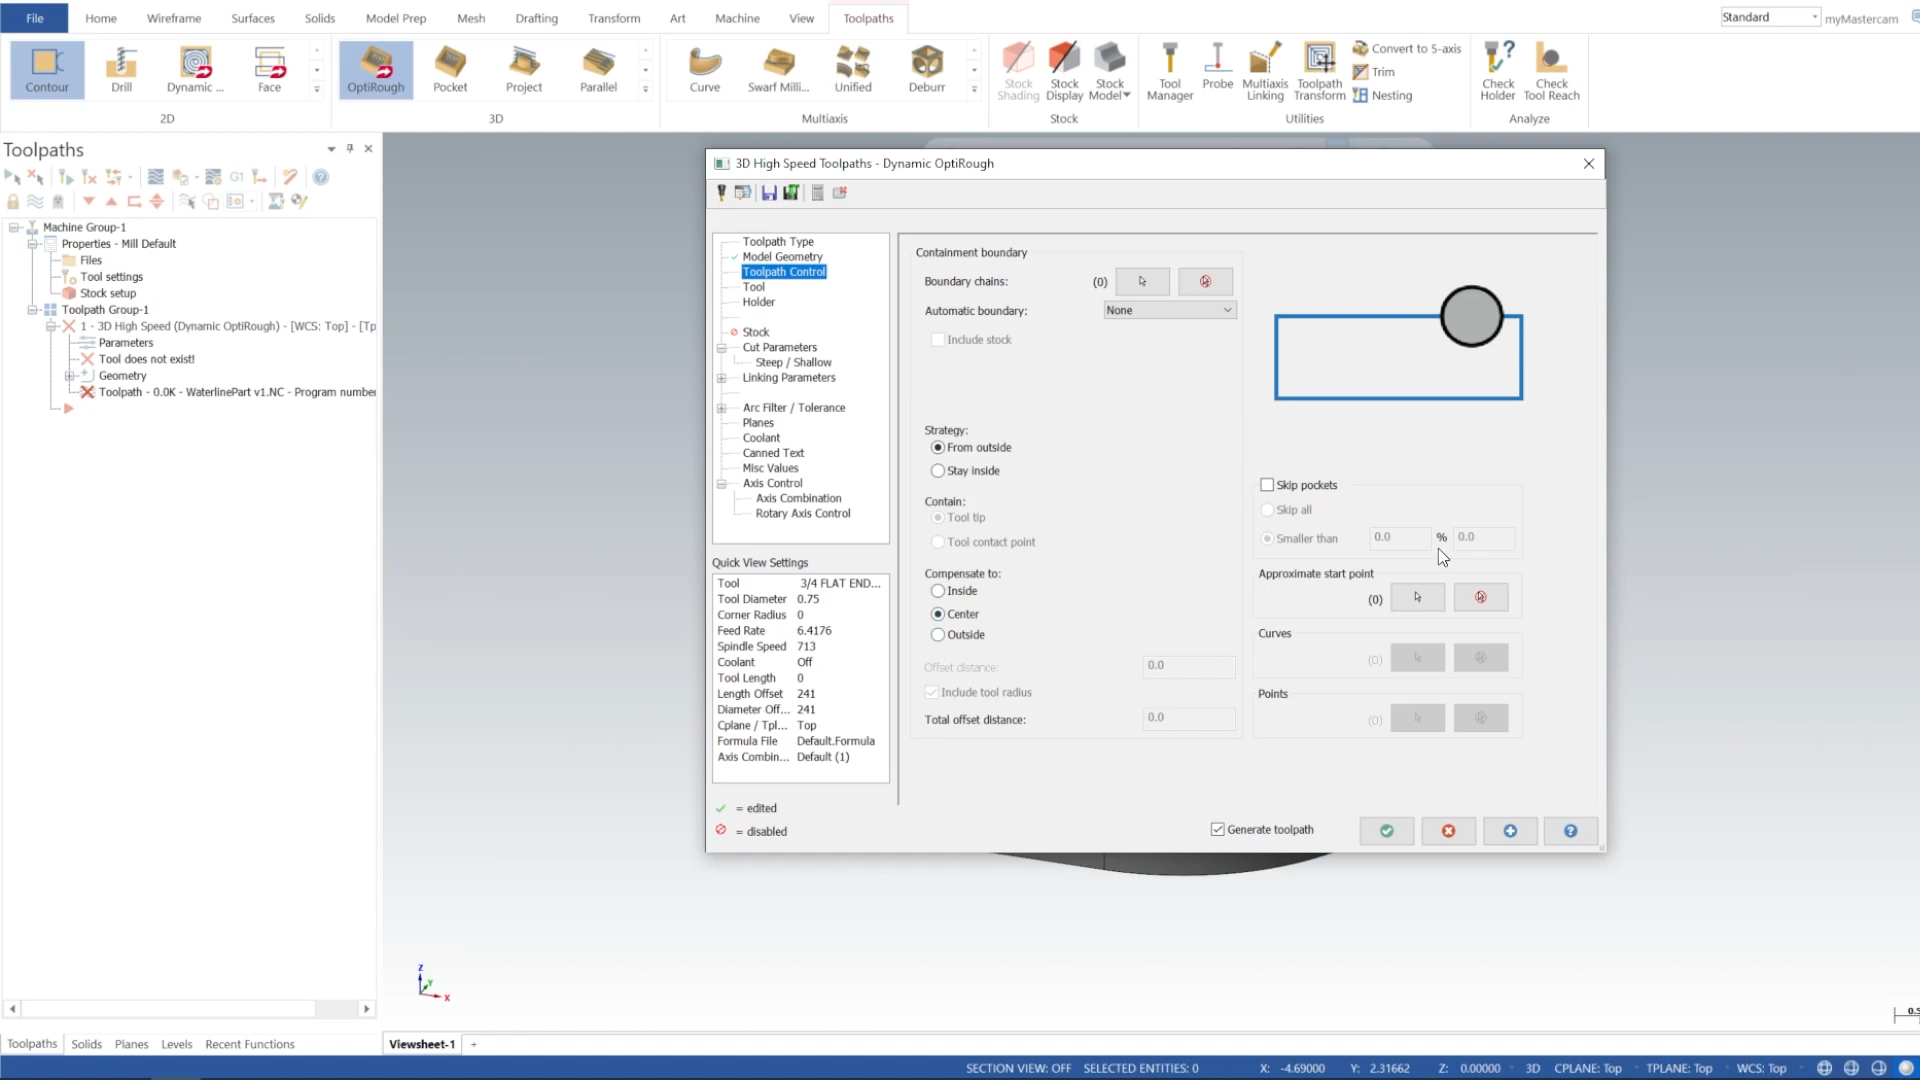 File Home Wireframe Surfaces Solids Model Prep Mesh Drafting Transform Art Machine View Toolpaths Standard myMastercam
Contour Drill Dynamic ... Face OptiRough Pocket Project Parallel Curve Swarf Milli... Unified Deburr Stock Shading Stock Display Stock Model Tool Manager Probe Multiaxis Linking Toolpath Transform Convert to 5-axis Trim Nesting Check Holder Check Tool Reach
2D 3D Multiaxis Stock Utilities Analyze
Toolpaths
G1
Machine Group-1
Properties - Mill Default
Files
Tool settings
Stock setup
Toolpath Group-1
1 - 3D High Speed (Dynamic OptiRough) - [WCS: Top] - [Tp
Parameters
Tool does not exist!
Geometry
Toolpath - 0.0K - WaterlinePart v1.NC - Program number
3D High Speed Toolpaths - Dynamic OptiRough
Toolpath Type
Model Geometry
Toolpath Control
Tool
Holder
Stock
Cut Parameters
Steep / Shallow
Linking Parameters
Arc Filter / Tolerance
Planes
Coolant
Canned Text
Misc Values
Axis Control
Axis Combination
Rotary Axis Control
Quick View Settings
Tool 3/4 FLAT END...
Tool Diameter 0.75
Corner Radius 0
Feed Rate 6.4176
Spindle Speed 713
Coolant Off
Tool Length 0
Length Offset 241
Diameter Off... 241
Cplane / Tpl... Top
Formula File Default.Formula
Axis Combin... Default (1)
= edited
= disabled
Containment boundary
Boundary chains: (0)
Automatic boundary: None
Include stock
Strategy:
From outside
Stay inside
Contain:
Tool tip
Tool contact point
Compensate to:
Inside
Center
Outside
Offset distance: 0.0
Include tool radius
Total offset distance: 0.0
Skip pockets
Skip all
Smaller than 0.0 % 0.0
Approximate start point
(0)
Curves
(0)
Points
(0)
Generate toolpath
Z
Y
X
0.5
Toolpaths Solids Planes Levels Recent Functions Viewsheet-1 +
SECTION VIEW: OFF SELECTED ENTITIES: 0 X: -4.69000 Y: 2.31662 Z: 0.00000 3D CPLANE: Top TPLANE: Top WCS: Top